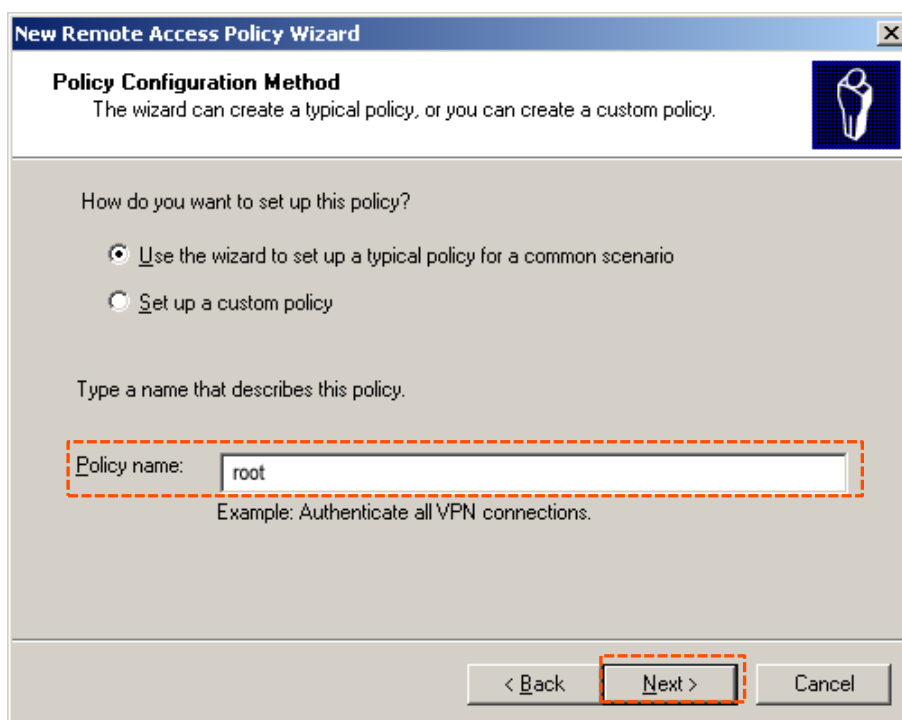 New Remote Access Policy Wizard
Policy Configuration Method
The wizard can create a typical policy, or you can create a custom policy.
How do you want to set up this policy?
Use the wizard to set up a typical policy for a common scenario
Set up a custom policy
Type a name that describes this policy.
Policy name: root
Example: Authenticate all VPN connections.
< Back Next > Cancel